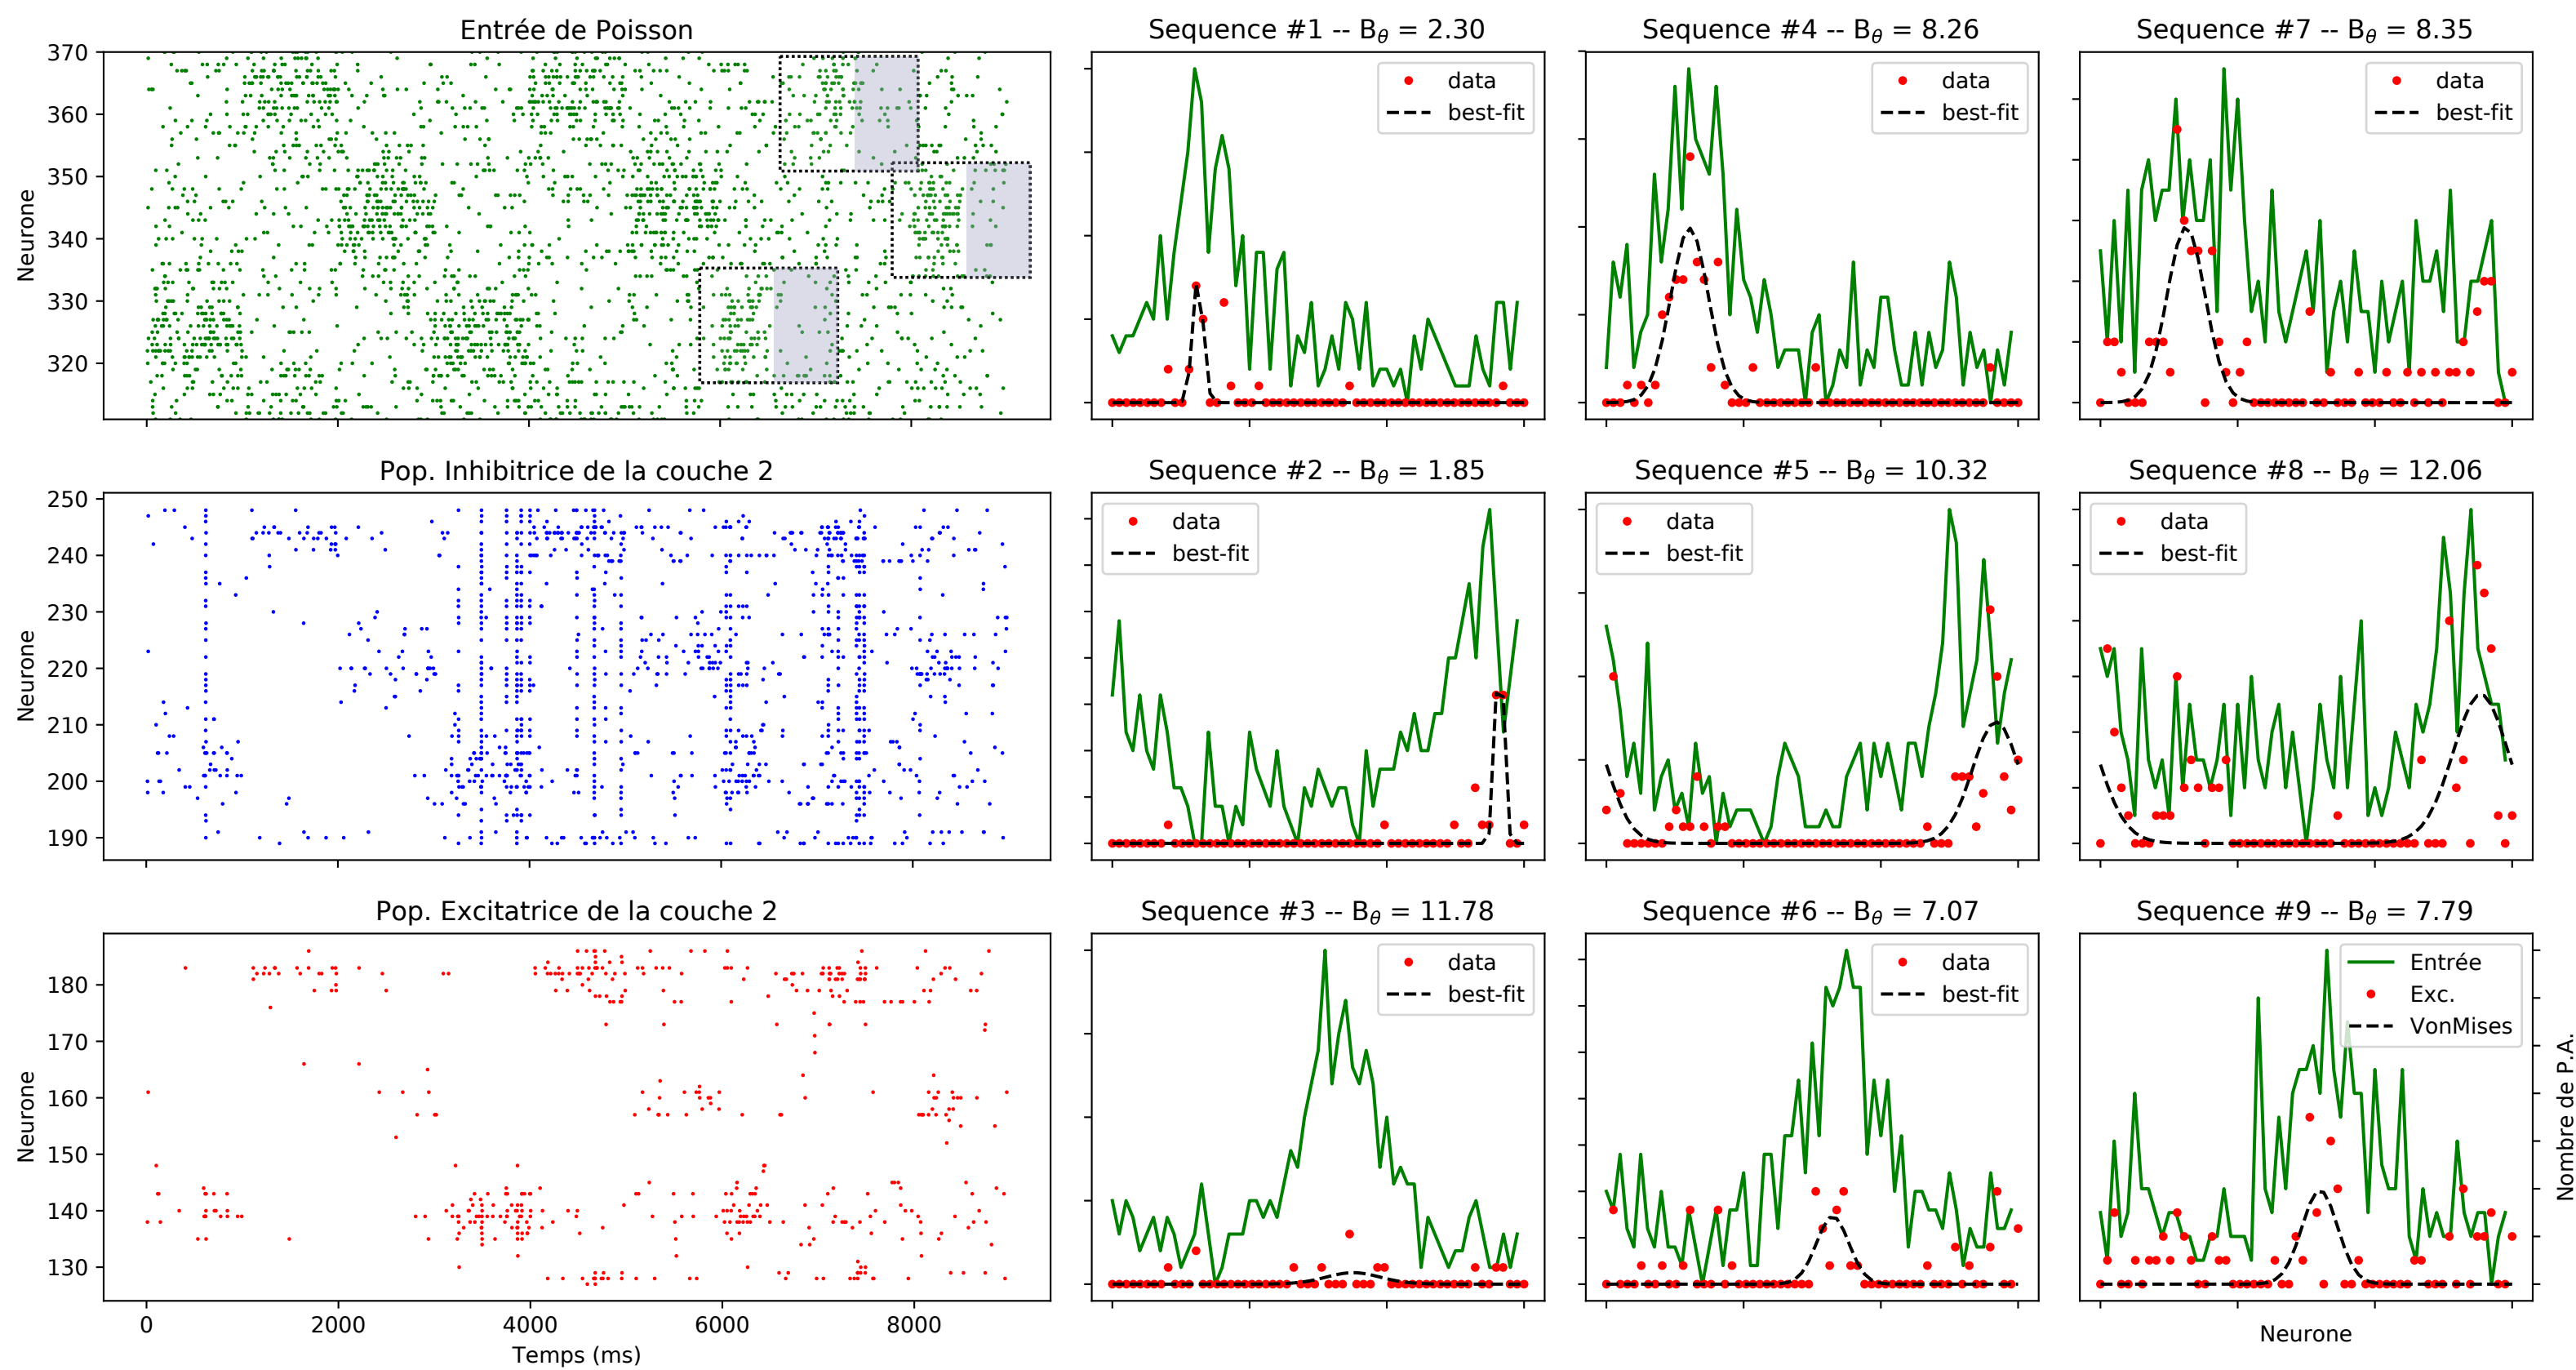 Entrée de Poisson
370
360
350
340
330
320
Neurone
Sequence #1 -- Bθ = 2.30
data
best-fit
Sequence #4 -- Bθ = 8.26
data
best-fit
Sequence #7 -- Bθ = 8.35
data
best-fit
Pop. Inhibitrice de la couche 2
250
240
230
220
210
200
190
Neurone
Sequence #2 -- Bθ = 1.85
data
best-fit
Sequence #5 -- Bθ = 10.32
data
best-fit
Sequence #8 -- Bθ = 12.06
data
best-fit
Pop. Excitatrice de la couche 2
180
170
160
150
140
130
Neurone
0 2000 4000 6000 8000
Temps (ms)
Sequence #3 -- Bθ = 11.78
data
best-fit
Sequence #6 -- Bθ = 7.07
data
best-fit
Sequence #9 -- Bθ = 7.79
Entrée
Exc.
VonMises
Nombre de P.A.
Neurone